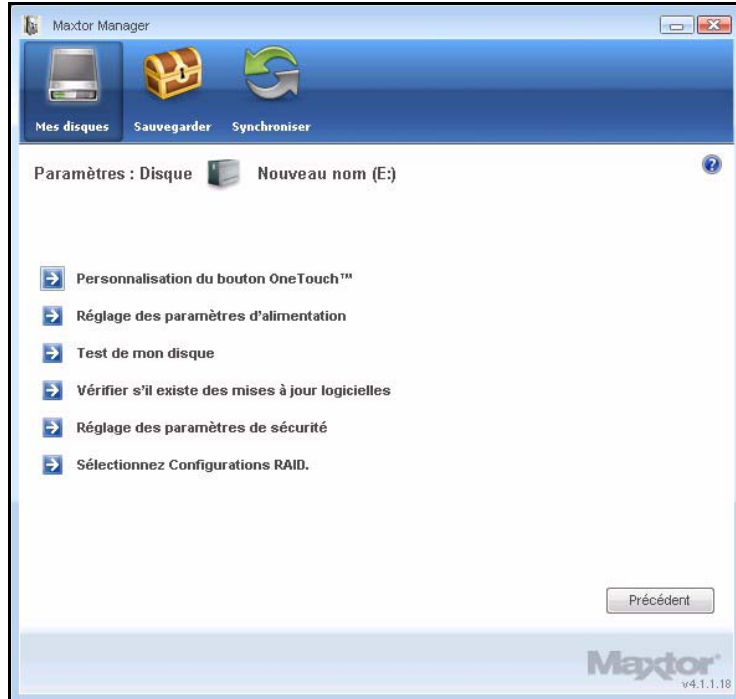 Maxtor Manager
Mes disques Sauvegarder Synchroniser
Paramètres : Disque Nouveau nom (E:)
Personnalisation du bouton OneTouch™
Réglage des paramètres d'alimentation
Test de mon disque
Vérifier s'il existe des mises à jour logicielles
Réglage des paramètres de sécurité
Sélectionnez Configurations RAID.
Précédent
Maxtor
v4.1.1.18